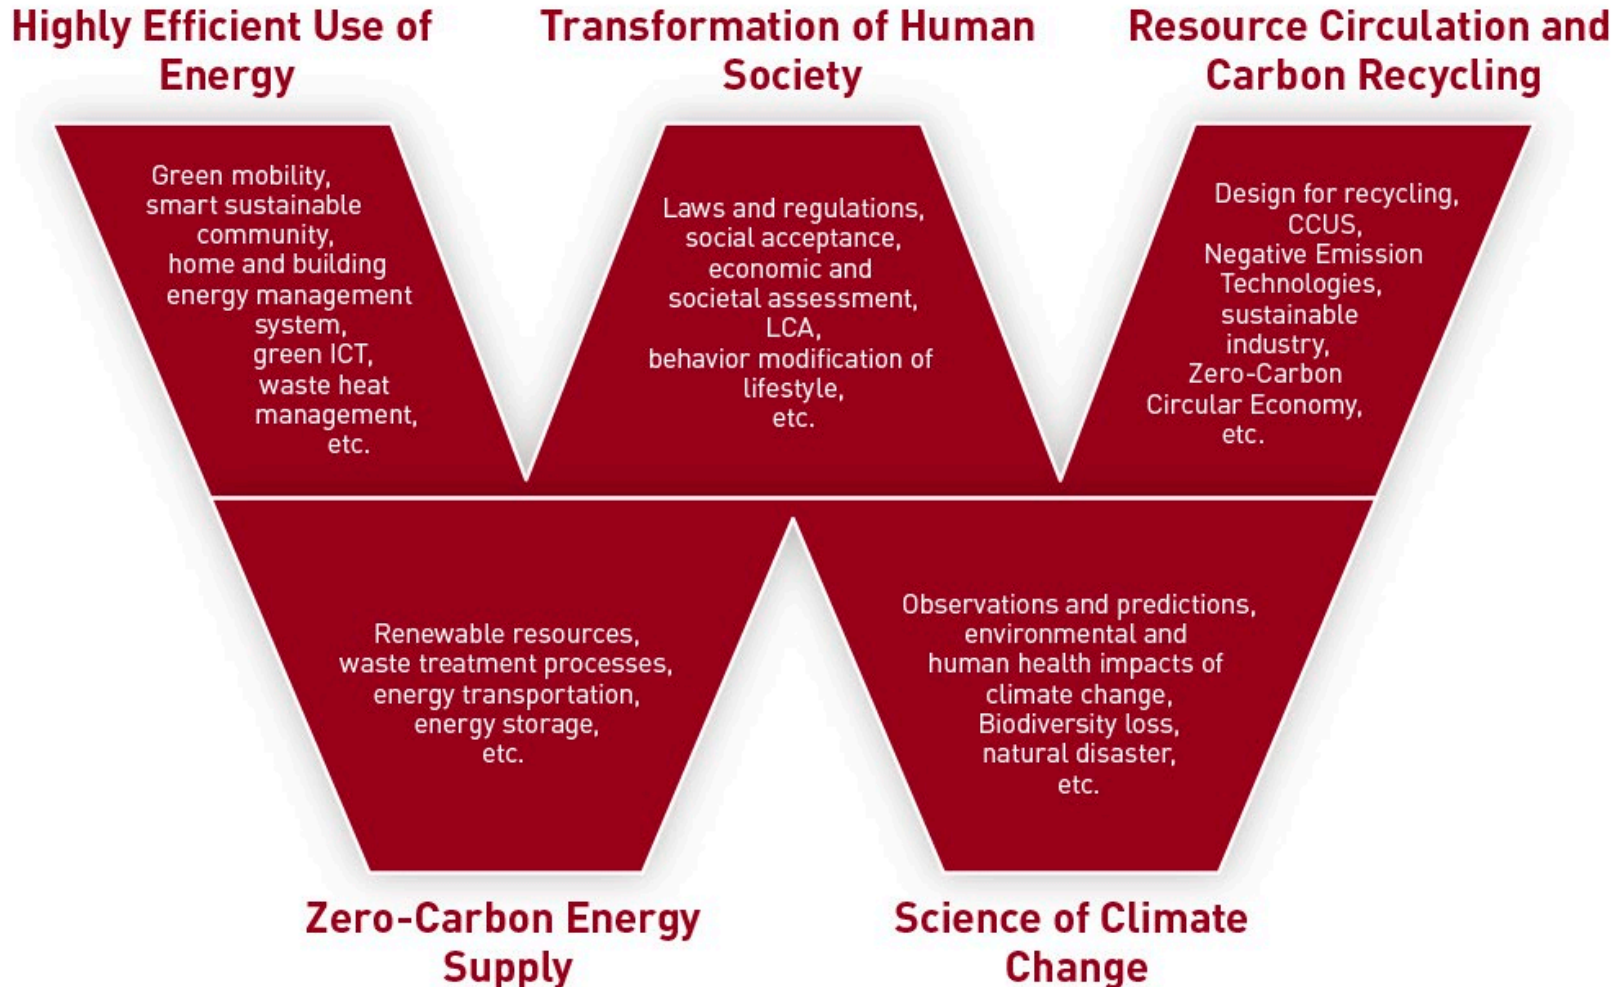 Highly Efficient Use of
Energy
Transformation of Human
Society
Resource Circulation and
Carbon Recycling
Green mobility,
smart sustainable
community,
home and building
energy management
system,
green ICT,
waste heat
management,
etc.
Laws and regulations,
social acceptance,
economic and
societal assessment,
LCA,
behavior modification of
lifestyle,
etc.
Design for recycling,
CCUS,
Negative Emission
Technologies,
sustainable
industry,
Zero-Carbon
Circular Economy,
etc.
Renewable resources,
waste treatment processes,
energy transportation,
energy storage,
etc.
Observations and predictions,
environmental and
human health impacts of
climate change,
Biodiversity loss,
natural disaster,
etc.
Zero-Carbon Energy
Supply
Science of Climate
Change